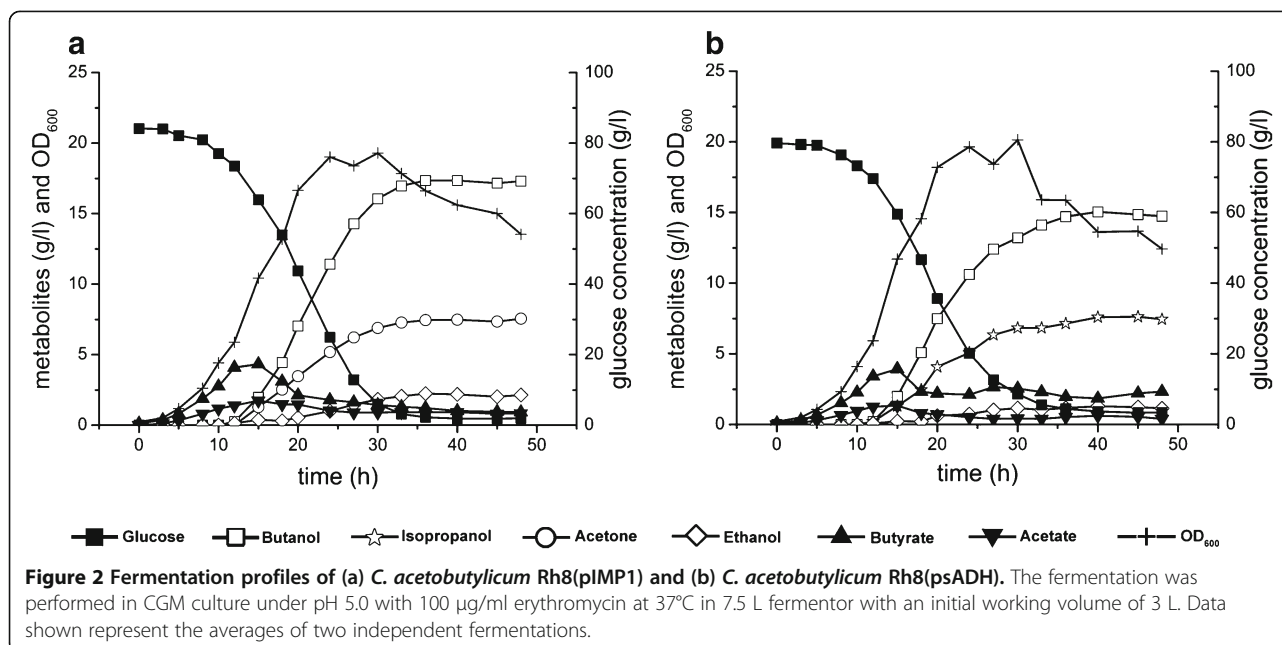 a
b
25
20
15
10
5
0
metabolites (g/l) and OD600
100
80
60
40
20
0
glucose concentration (g/l)
0 10 20 30 40 50
time (h)
25
20
15
10
5
0
metabolites (g/l) and OD600
100
80
60
40
20
0
glucose concentration (g/l)
0 10 20 30 40 50
time (h)
Glucose Butanol Isopropanol Acetone Ethanol Butyrate Acetate OD600
Figure 2 Fermentation profiles of (a) C. acetobutylicum Rh8(pIMP1) and (b) C. acetobutylicum Rh8(psADH). The fermentation was
performed in CGM culture under pH 5.0 with 100 μg/ml erythromycin at 37°C in 7.5 L fermentor with an initial working volume of 3 L. Data
shown represent the averages of two independent fermentations.